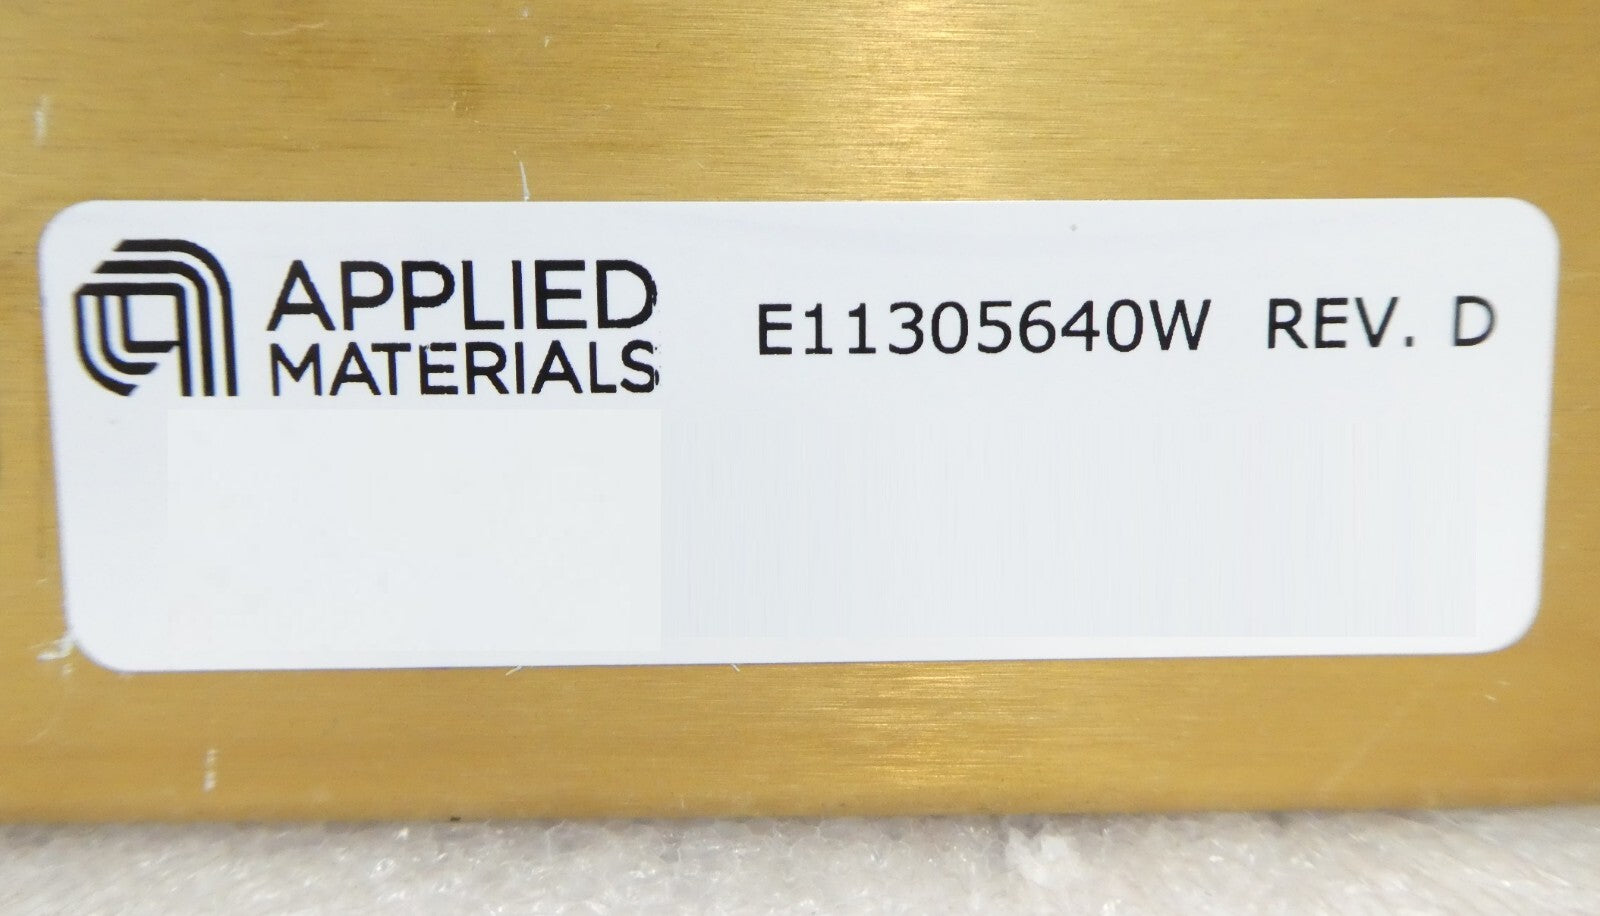 APPLIED
MATERIALS
E11305640W REV. D